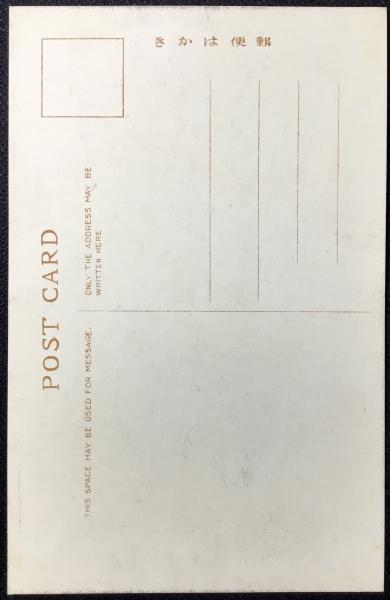 きかは便郵
POST CARD
ONLY THE ADDRESS MAY BE
WRITTEN HERE
THIS SPACE MAY BE USED FOR MESSAGE.